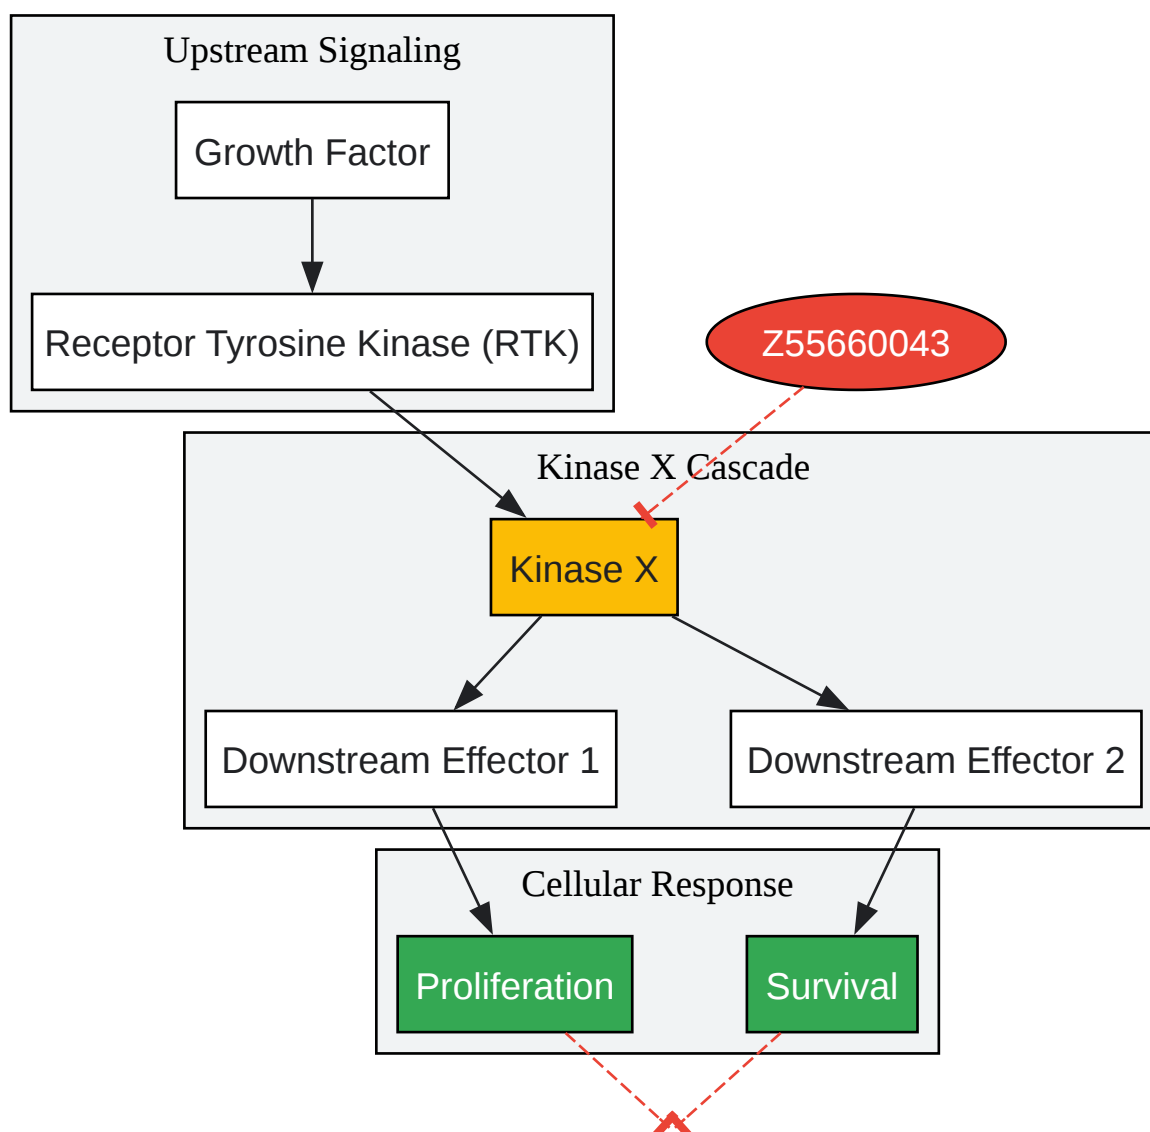 Upstream Signaling
Growth Factor
Receptor Tyrosine Kinase (RTK)
Z55660043
Kinase X Cascade
Kinase X
Downstream Effector 1
Downstream Effector 2
Cellular Response
Proliferation
Survival